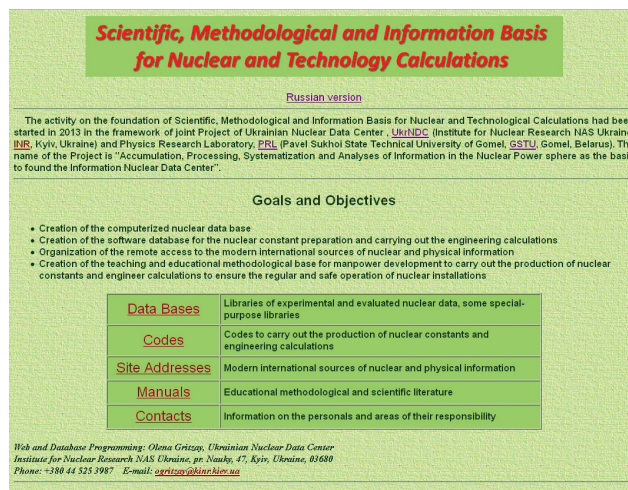 Scientific, Methodological and Information Basis
for Nuclear and Technology Calculations
Russian version
The activity on the foundation of Scientific, Methodological and Information Basis for Nuclear and Technological Calculations had bee
started in 2013 in the framework of joint Project of Ukrainian Nuclear Data Center , UkrNDC (Institute for Nuclear Research NAS Ukraine
INR, Kyiv, Ukraine) and Physics Research Laboratory, PRL (Pavel Sukhoi State Technical University of Gomel, GSTU, Gomel, Belarus). Th
name of the Project is "Accumulation, Processing, Systematization and Analyses of Information in the Nuclear Power sphere as the basi
to found the Information Nuclear Data Center".
Goals and Objectives
• Creation of the computerized nuclear data base
• Creation of the software database for the nuclear constant preparation and carrying out the engineering calculations
• Organization of the remote access to the modern international sources of nuclear and physical information
• Creation of the teaching and educational methodological base for manpower development to carry out the production of nuclear
constants and engineer calculations to ensure the regular and safe operation of nuclear installations
Data Bases Libraries of experimental and evaluated nuclear data, some special-
purpose libraries
Codes Codes to carry out the production of nuclear constants and
engineering calculations
Site Addresses Modern international sources of nuclear and physical information
Manuals Educational methodological and scientific literature
Contacts Information on the personals and areas of their responsibility
Web and Database Programming: Olena Gritzay, Ukrainian Nuclear Data Center
Institute for Nuclear Research NAS Ukraine, pr. Nauky, 47, Kyiv, Ukraine, 03680
Phone: +380 44 525 3987 E-mail: ogritzay@kinr.kiev.ua